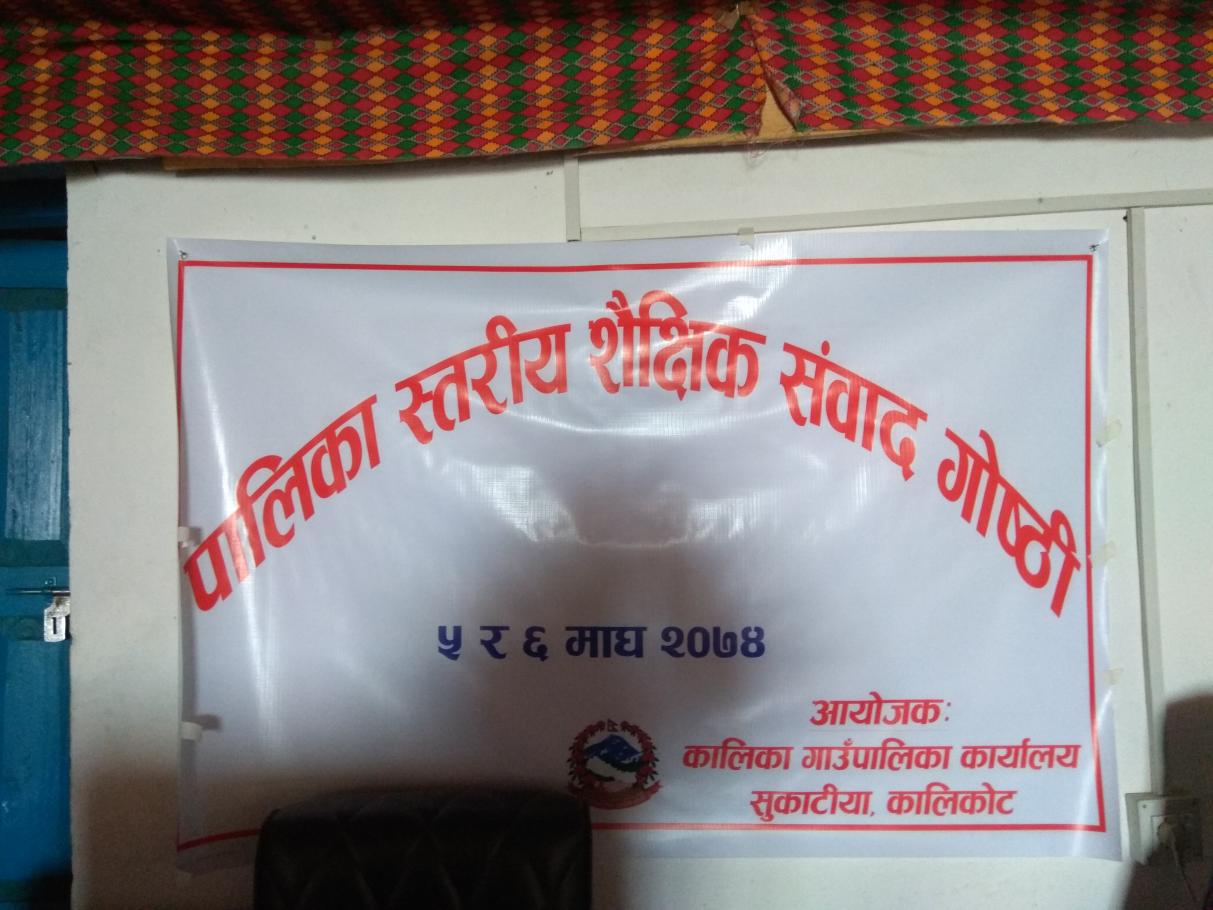 पालिका स्तरीय शैक्षिक संवाद गोष्ठी
५ र ६ माघ २०७४
आयोजकः
कालिका गाउँपालिका कार्यालय
सुकाटीया, कालिकोट